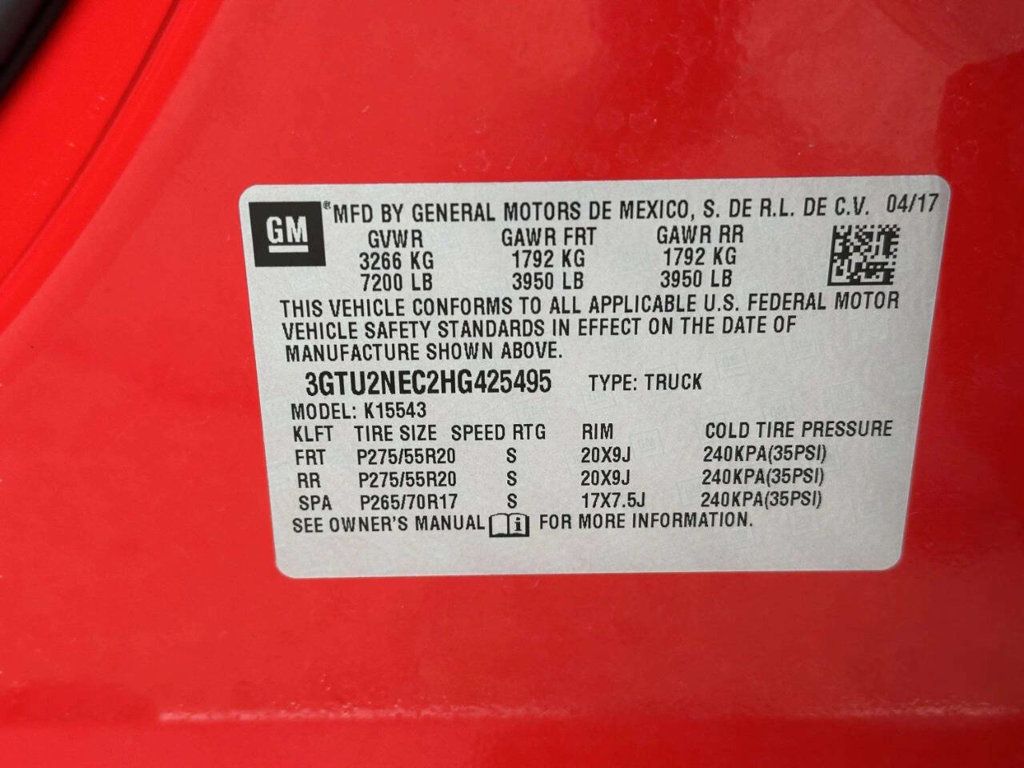 GM ® MFD BY GENERAL MOTORS DE MEXICO, S. DE R.L. DE C.V. 04/17
GVWR GAWR FRT GAWR RR
3266 KG 1792 KG 1792 KG
7200 LB 3950 LB 3950 LB
THIS VEHICLE CONFORMS TO ALL APPLICABLE U.S. FEDERAL MOTOR
VEHICLE SAFETY STANDARDS IN EFFECT ON THE DATE OF
MANUFACTURE SHOWN ABOVE.
3GTU2NEC2HG425495 TYPE: TRUCK
MODEL: K15543
KLFT TIRE SIZE SPEED RTG RIM COLD TIRE PRESSURE
FRT P275/55R20 S 20X9J 240KPA(35PSI)
RR P275/55R20 S 20X9J 240KPA(35PSI)
SPA P265/70R17 S 17X7.5J 240KPA(35PSI)
SEE OWNER'S MANUAL i FOR MORE INFORMATION.